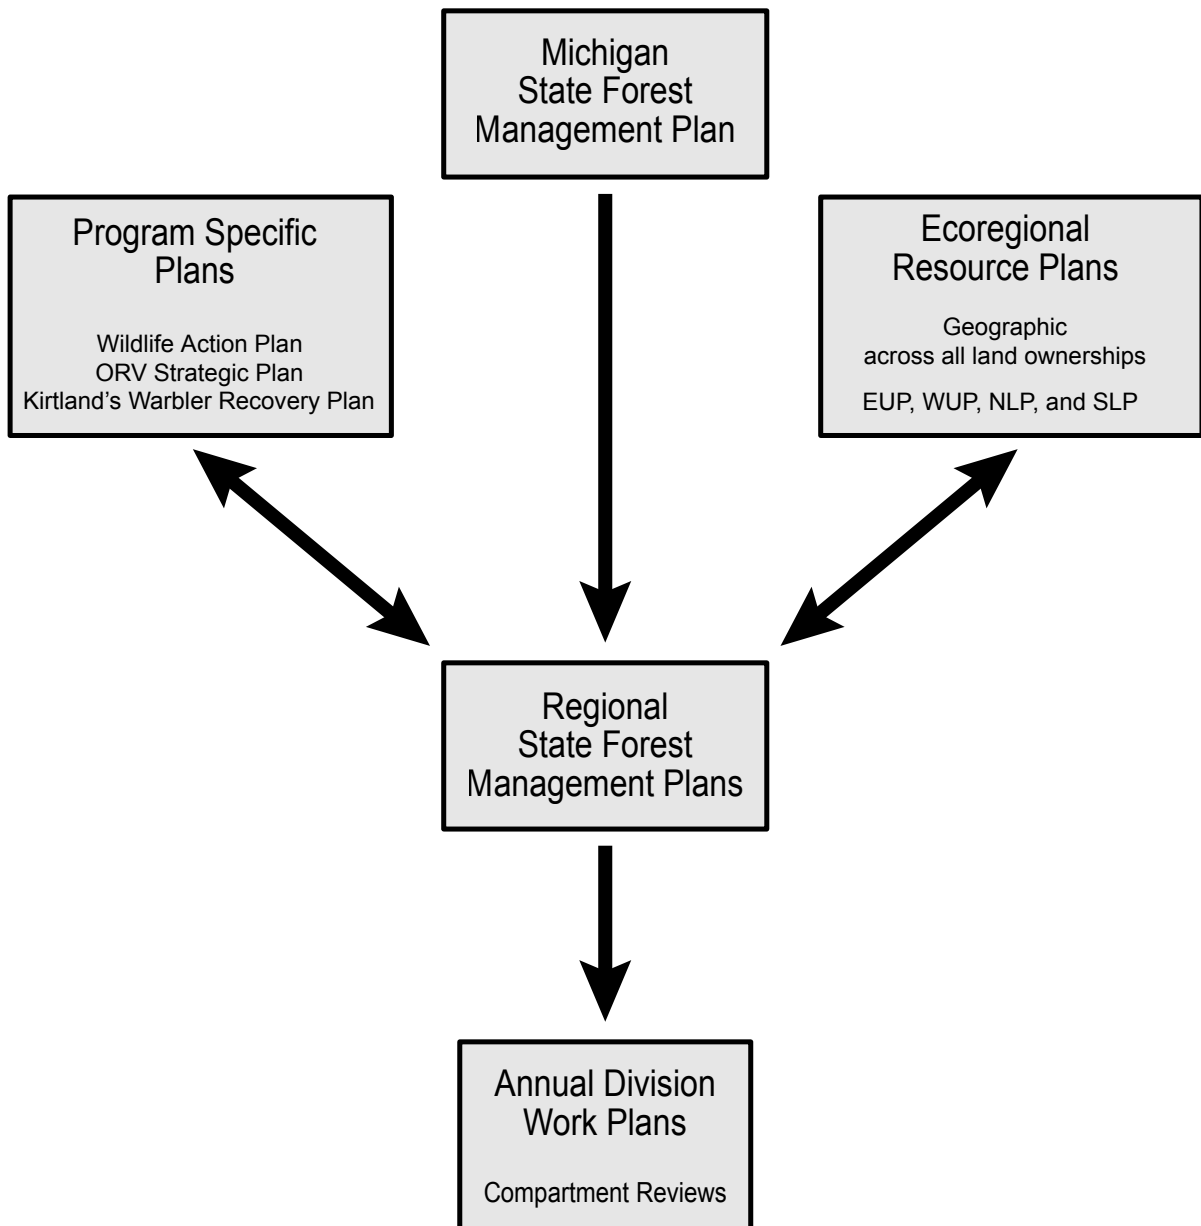 Michigan
State Forest
Management Plan
Program Specific
Plans
Wildlife Action Plan
ORV Strategic Plan
Kirtland’s Warbler Recovery Plan
Ecoregional
Resource Plans
Geographic
across all land ownerships
EUP, WUP, NLP, and SLP
Regional
State Forest
Management Plans
Annual Division
Work Plans
Compartment Reviews